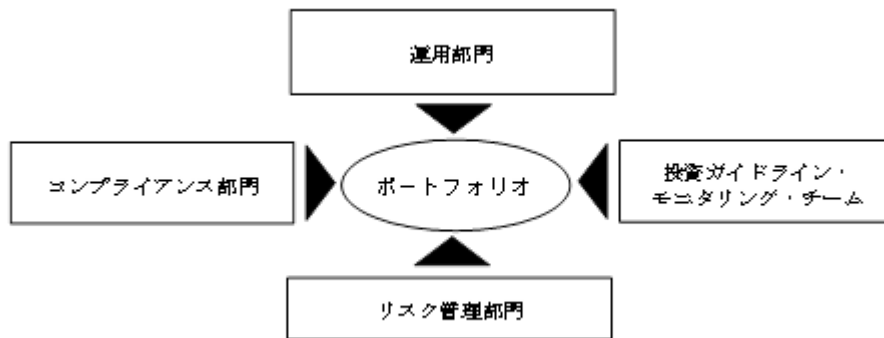 運用部門
コンプライアンス部門
ポートフォリオ
投資ガイドライン・
モニタリング・チーム
リスク管理部門